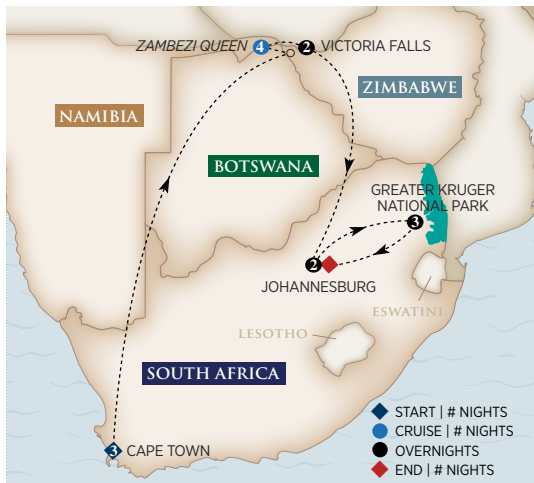 ZAMBEZI QUEEN 4 2 VICTORIA FALLS
ZIMBABWE
NAMIBIA
BOTSWANA
GREATER KRUGER
NATIONAL PARK
3
2
JOHANNESBURG
ESWATINI
LESOTHO
SOUTH AFRICA
3 CAPE TOWN
START | # NIGHTS
CRUISE | # NIGHTS
OVERNIGHTS
END | # NIGHTS